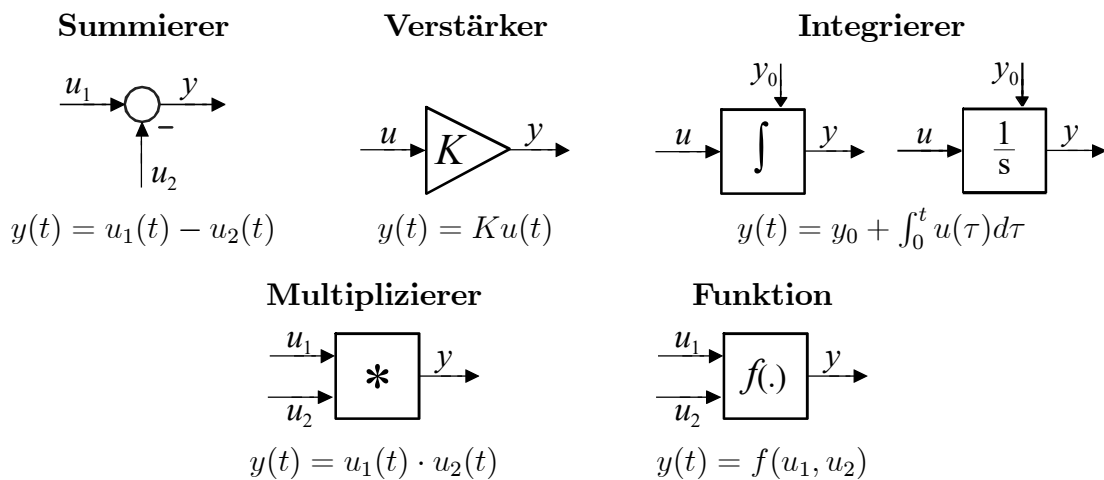 Summierer Verstärker Integrierer
u₁ y
−
u₂
u K y
y₀
u ∫ y
y₀
u 1/s y
y(t) = u₁(t) − u₂(t) y(t) = Ku(t) y(t) = y₀ + ∫₀ᵗ u(τ)dτ
Multiplizierer Funktion
u₁ * y
u₂
u₁ f(.) y
u₂
y(t) = u₁(t) · u₂(t) y(t) = f(u₁, u₂)